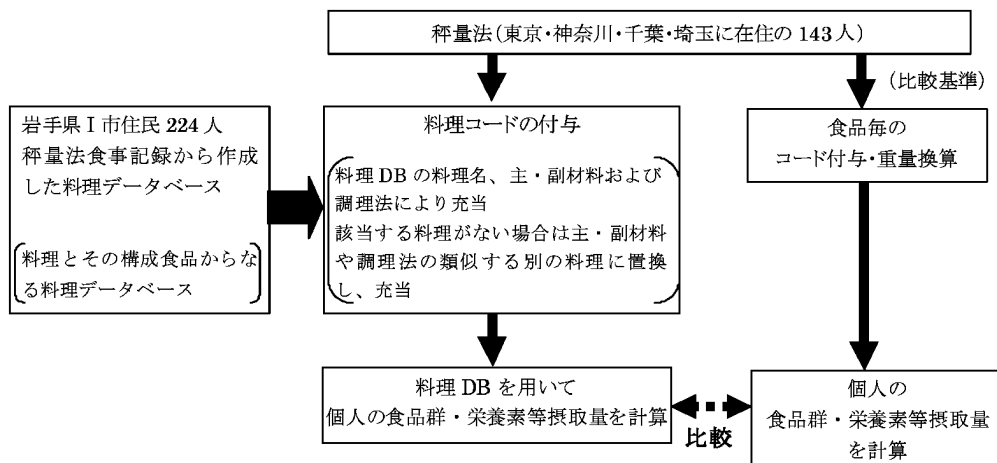 秤量法(東京・神奈川・千葉・埼玉に在住の 143 人)
(比較基準)
岩手県 I 市住民 224 人
秤量法食事記録から作成
した料理データベース
料理とその構成食品からな
る料理データベース
料理コードの付与
料理 DB の料理名、主・副材料および
調理法により充当
該当する料理がない場合は主・副材料
や調理法の類似する別の料理に置換
し、充当
食品毎の
コード付与・重量換算
料理 DB を用いて
個人の食品群・栄養素等摂取量を計算
比較
個人の
食品群・栄養素等摂取量
を計算